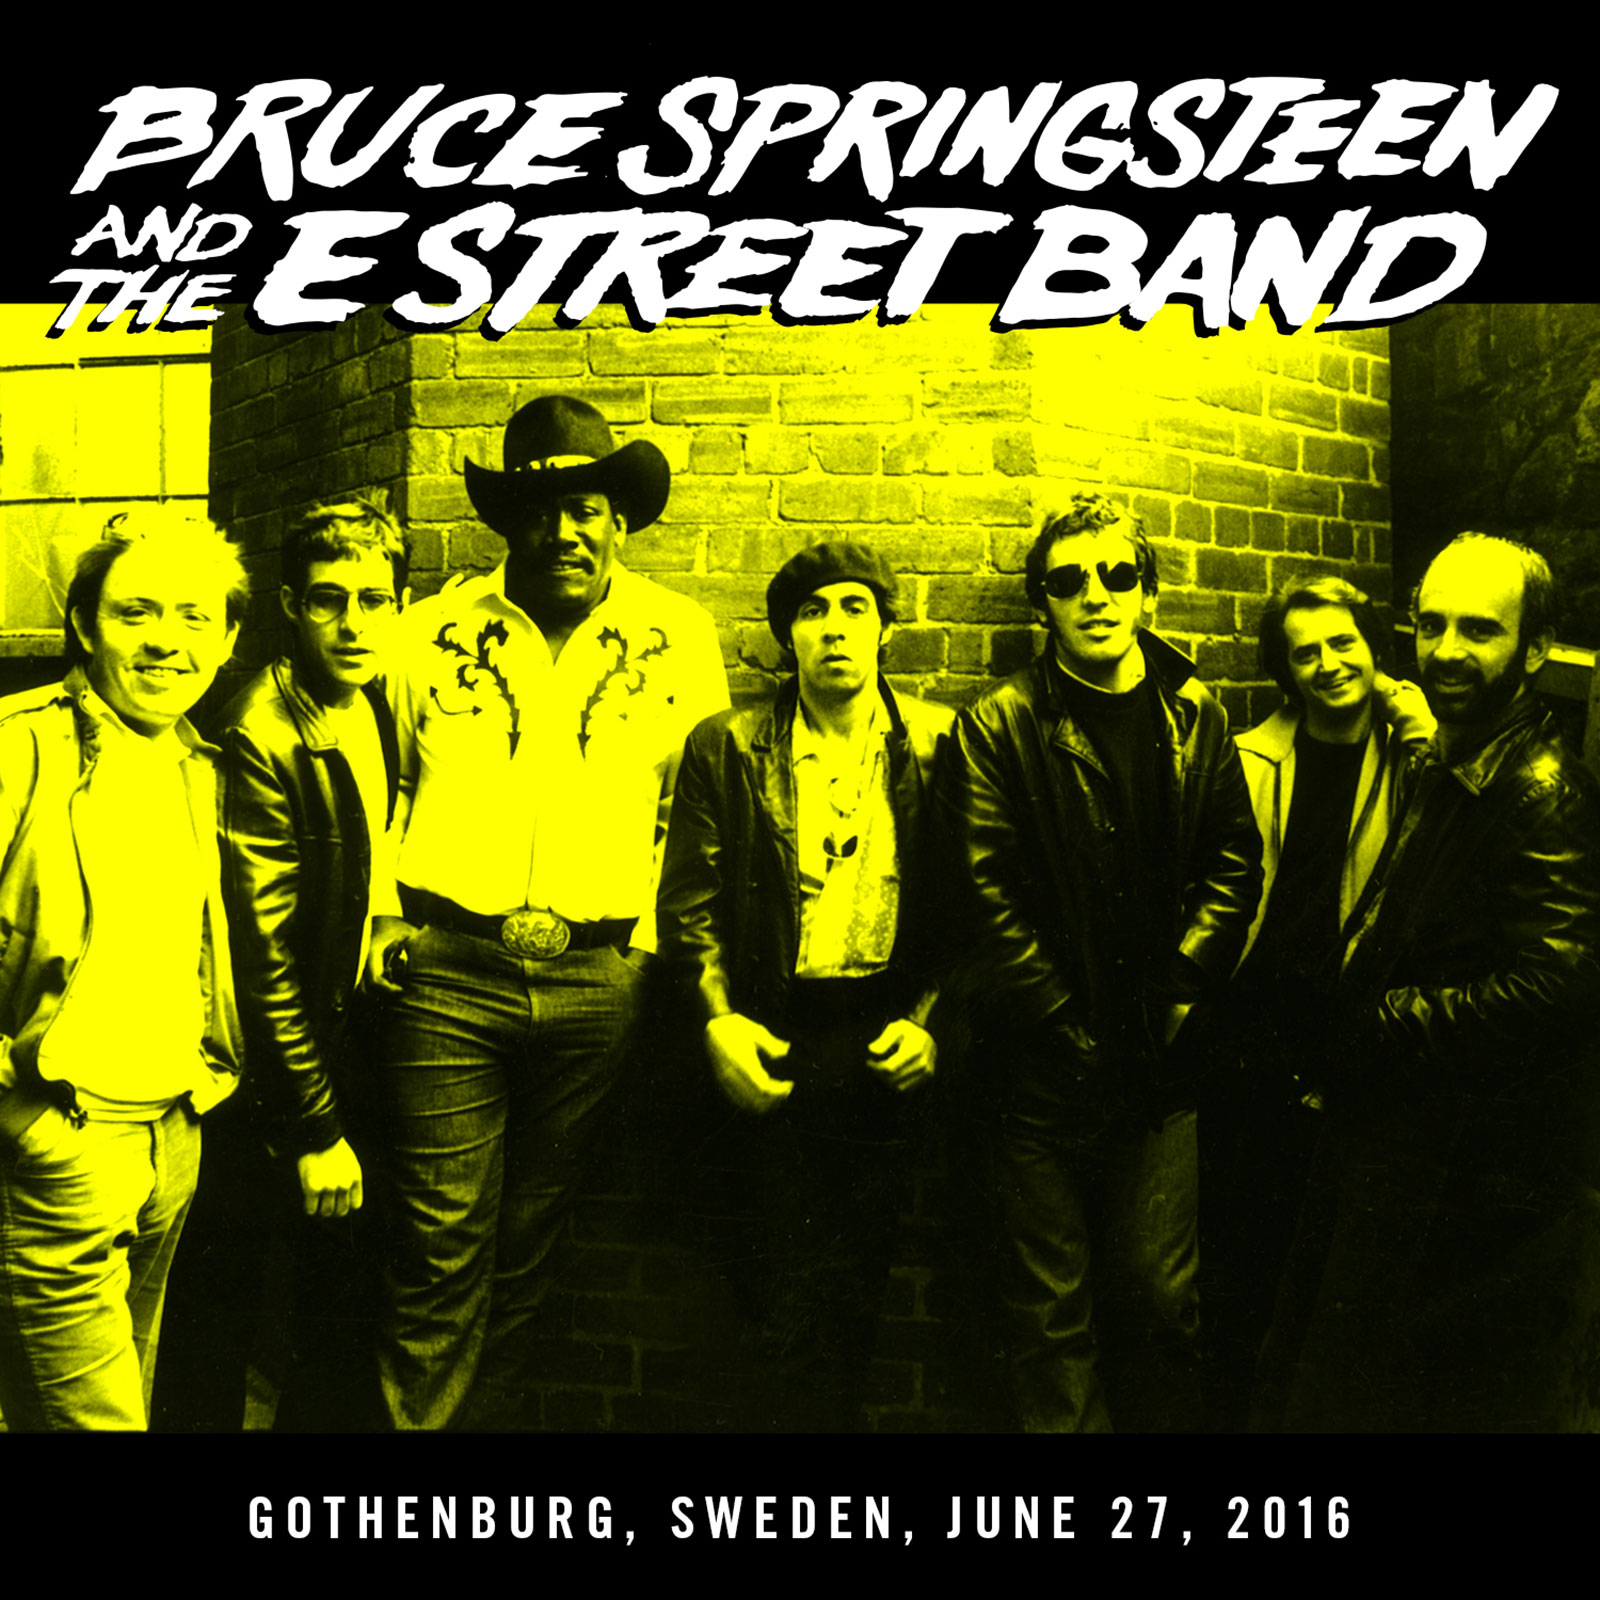 BRUCE SPRINGSTEEN
AND THE E STREET BAND
GOTHENBURG, SWEDEN, JUNE 27, 2016